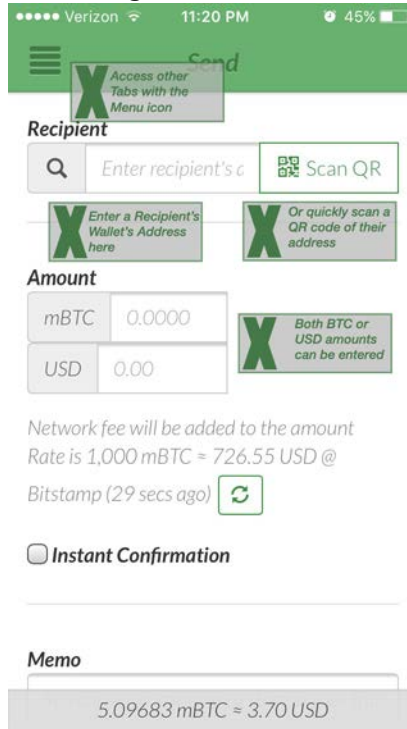 Verizon 11:20 PM 45%
Send
X Access other
Tabs with the
Menu icon
Recipient
Enter recipient's a Scan QR
X Enter a Recipient's
Wallet's Address
here
X Or quickly scan a
QR code of their
address
Amount
mBTC 0.0000
USD 0.00
X Both BTC or
USD amounts
can be entered
Network fee will be added to the amount
Rate is 1,000 mBTC = 726.55 USD @
Bitstamp (29 secs ago)
Instant Confirmation
Memo
5.09683 mBTC ≈ 3.70 USD